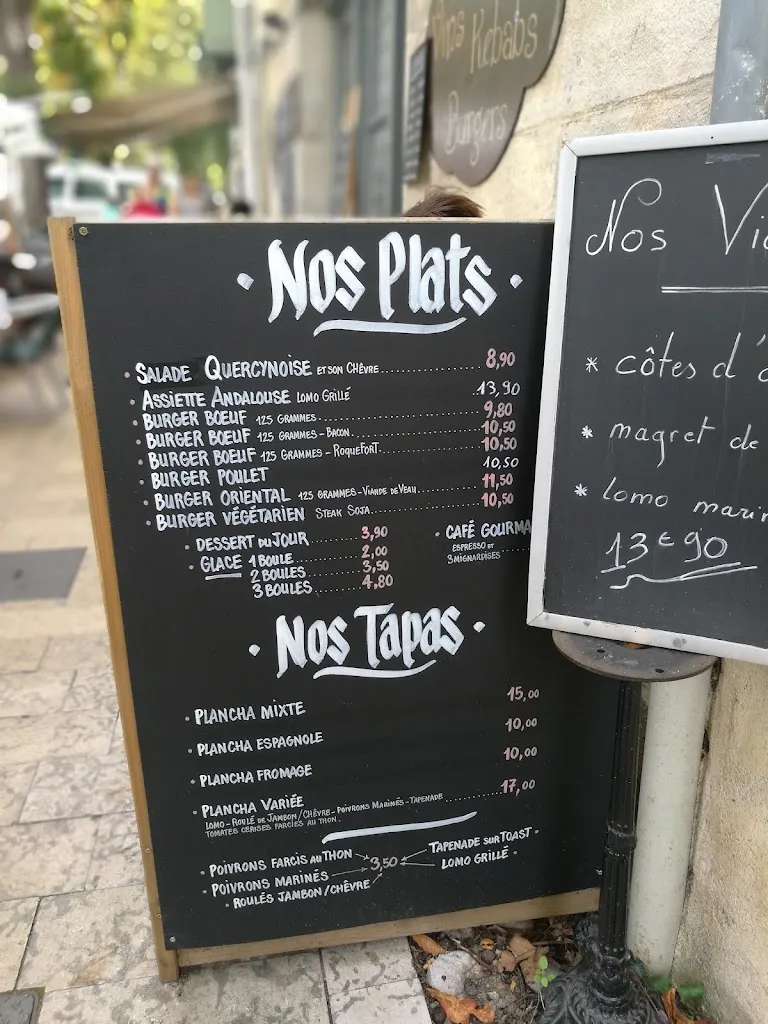 Kebabs
Burgers
· Nos Plats ·
· SALADE QUERCYNOISE ET SON CHÈVRE.................... 8,90
· ASSIETTE ANDALOUSE LOMO GRILLÉ ..13,90
· BURGER BOEUF 125 GRAMMES................................ 9,80
· BURGER BOEUF 125 GRAMMES - BACON........................ 10,50
· BURGER BOEUF 125 GRAMMES - ROQUEFORT.................. 10,50
· BURGER POULET 10,50
· BURGER ORIENTAL 125 GRAMMES - VIANDE DE VEAU............. 11,50
· BURGER VÉGÉTARIEN STEAK SOJA.................... 10,50
· DESSERT DU JOUR............ 3,90
· GLACE 1 BOULE............... 2,00
2 BOULES............ 3,50
3 BOULES............ 4,80
· CAFÉ GOURMA
ESPRESSO ET
3 MIGNARDISES ......
· Nos Tapas ·
· PLANCHA MIXTE 15,00
· PLANCHA ESPAGNOLE 10,00
· PLANCHA FROMAGE 10,00
· PLANCHA VARIÉE ............ 17,00
LOMO - ROULÉ DE JAMBON/CHÈVRE - POIVRONS MARINÉS - TAPENADE
TOMATES CERISES FARCIES AU THON.
· POIVRONS FARCIS AU THON
· POIVRONS MARINÉS
· ROULÉS JAMBON/CHÈVRE
3,50
TAPENADE SUR TOAST ·
LOMO GRILLÉ ·
Nos
* côtes d'
* magret de
* lomo
13€90